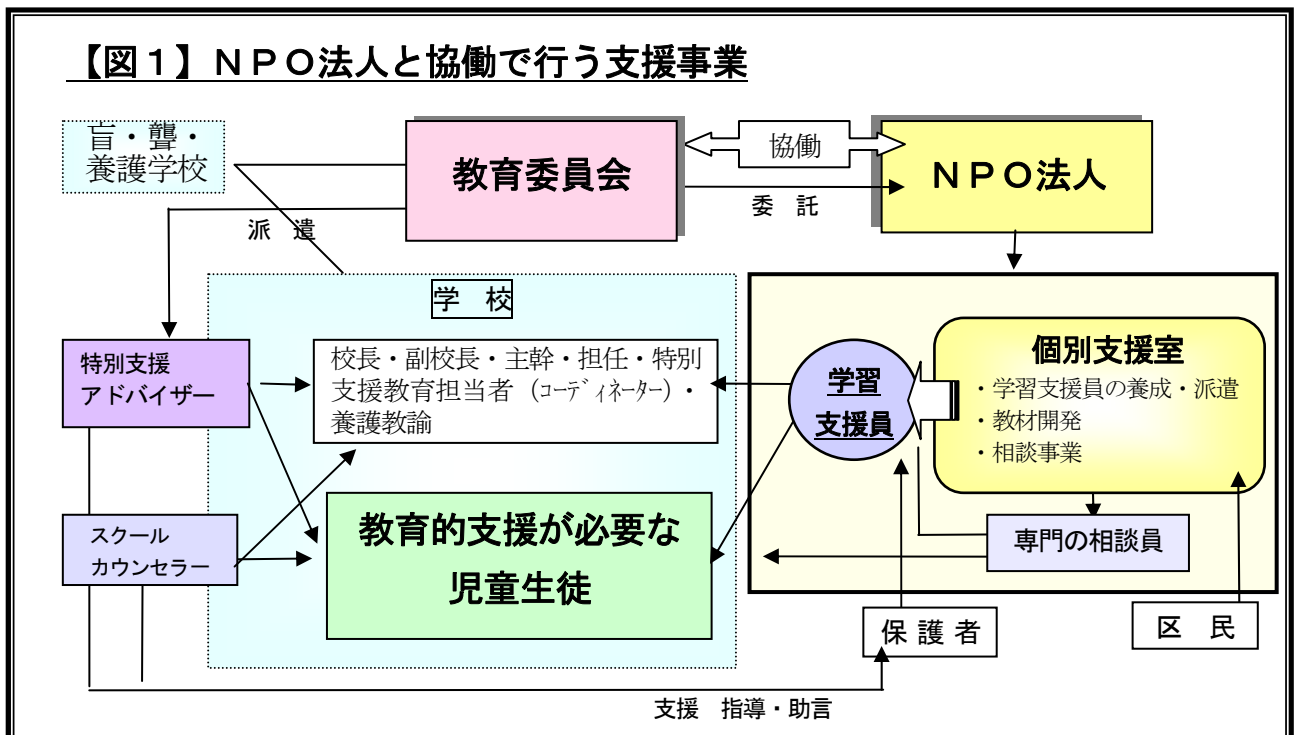 【図１】ＮＰＯ法人と協働で行う支援事業
盲・聾・
養護学校
教育委員会
協働
ＮＰＯ法人
委　託
派　遣
学　校
特別支援
アドバイザー
校長・副校長・主幹・担任・特別
支援教育担当者（ｺｰﾃﾞｨﾈｰﾀｰ）・
養護教諭
学習
支援員
個別支援室
・学習支援員の養成・派遣
・教材開発
・相談事業
スクール
カウンセラー
教育的支援が必要な
児童生徒
専門の相談員
保護者
区　民
支援　指導・助言